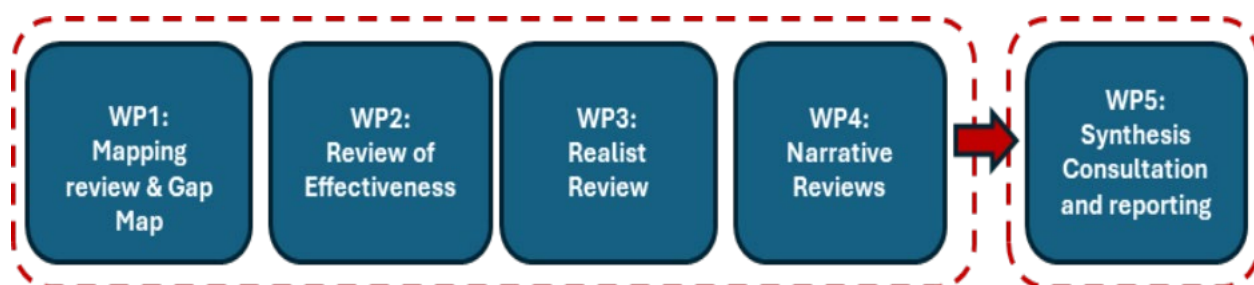 WP1:
Mapping
review & Gap
Map
WP2:
Review of
Effectiveness
WP3:
Realist
Review
WP4:
Narrative
Reviews
WP5:
Synthesis
Consultation
and reporting